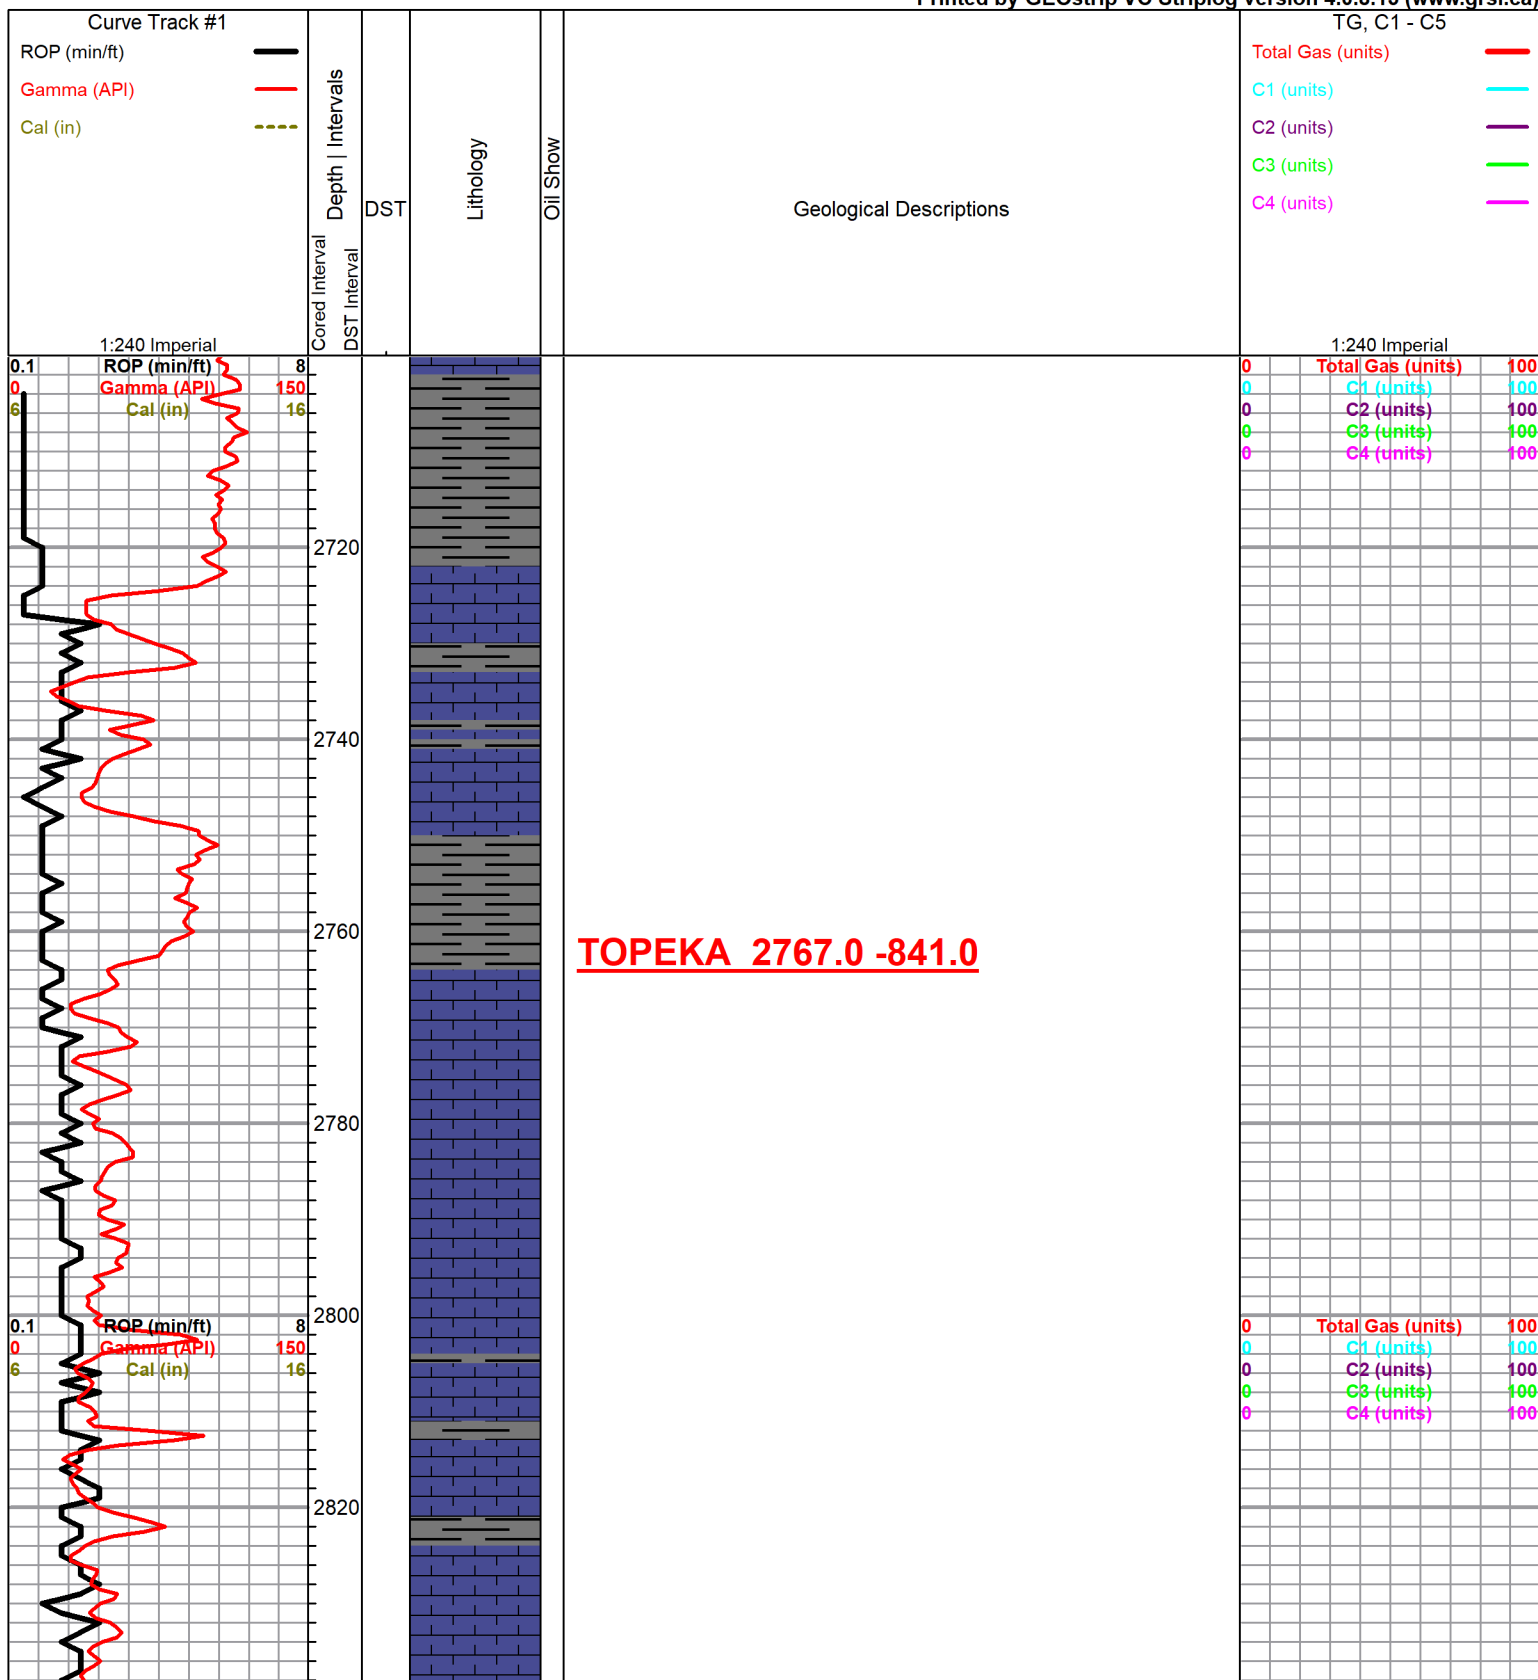 Curve Track #1
ROP (min/ft)
Gamma (API)
Cal (in)
1:240 Imperial
Cored Interval
Depth | Intervals
DST Interval
DST
Lithology
Oil Show
Geological Descriptions
TG, C1 - C5
Total Gas (units)
C1 (units)
C2 (units)
C3 (units)
C4 (units)
1:240 Imperial
0.1 ROP (min/ft) 8
0 Gamma (API) 150
6 Cal (in) 16
0 Total Gas (units) 100
0 C1 (units) 100
0 C2 (units) 100
0 C3 (units) 100
0 C4 (units) 100
2720
2740
2760
TOPEKA 2767.0 -841.0
2780
2800
0.1 ROP (min/ft) 8
0 Gamma (API) 150
6 Cal (in) 16
0 Total Gas (units) 100
0 C1 (units) 100
0 C2 (units) 100
0 C3 (units) 100
0 C4 (units) 100
2820